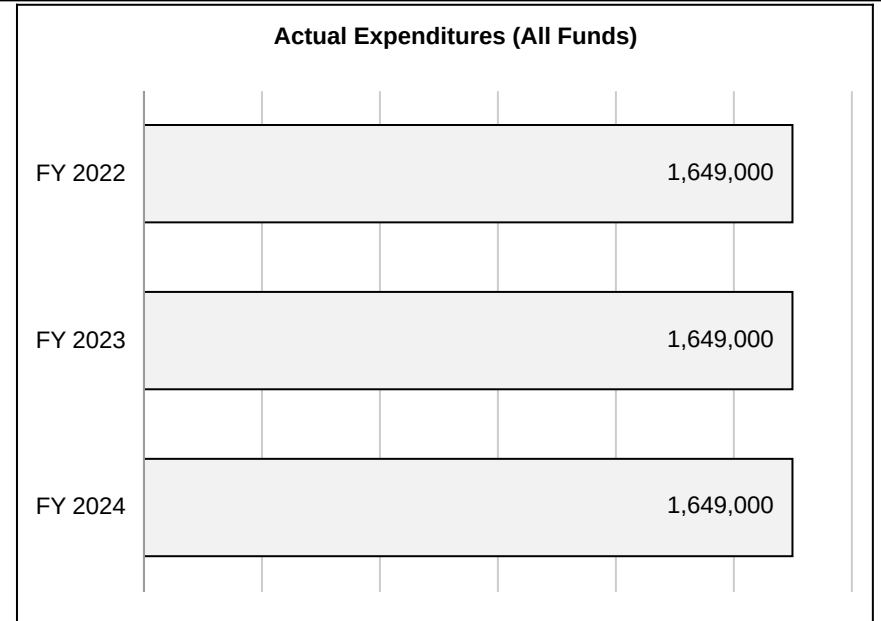 Actual Expenditures (All Funds)
FY 2022 1,649,000
FY 2023 1,649,000
FY 2024 1,649,000